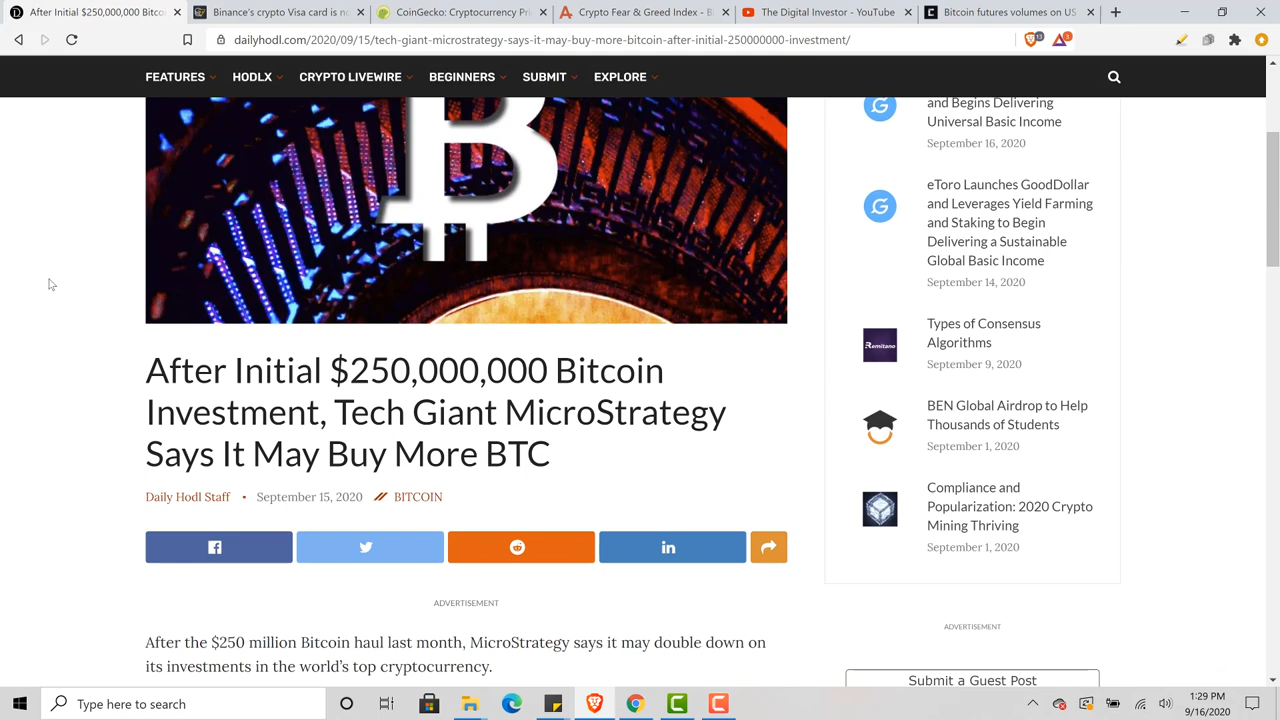 After Initial $250,000,000 Bitcoi
Binance's crypto Visa card is n
CoinGecko: Cryptocurrency Pri
Crypto Fear & Greed Index - B
The Digital Investor - YouTube
Bitcoin futures volumes on US
dailyhodl.com/2020/09/15/tech-giant-microstrategy-says-it-may-buy-more-bitcoin-after-initial-250000000-investment/
FEATURES HODLX CRYPTO LIVEWIRE BEGINNERS SUBMIT EXPLORE
After Initial $250,000,000 Bitcoin
Investment, Tech Giant MicroStrategy
Says It May Buy More BTC
Daily Hodl Staff • September 15, 2020 BITCOIN
ADVERTISEMENT
After the $250 million Bitcoin haul last month, MicroStrategy says it may double down on
its investments in the world's top cryptocurrency.
and Begins Delivering
Universal Basic Income
September 16, 2020
eToro Launches GoodDollar
and Leverages Yield Farming
and Staking to Begin
Delivering a Sustainable
Global Basic Income
September 14, 2020
Remitano
Types of Consensus
Algorithms
September 9, 2020
BEN Global Airdrop to Help
Thousands of Students
September 1, 2020
Compliance and
Popularization: 2020 Crypto
Mining Thriving
September 1, 2020
ADVERTISEMENT
Submit a Guest Post
Type here to search
1:29 PM
9/16/2020